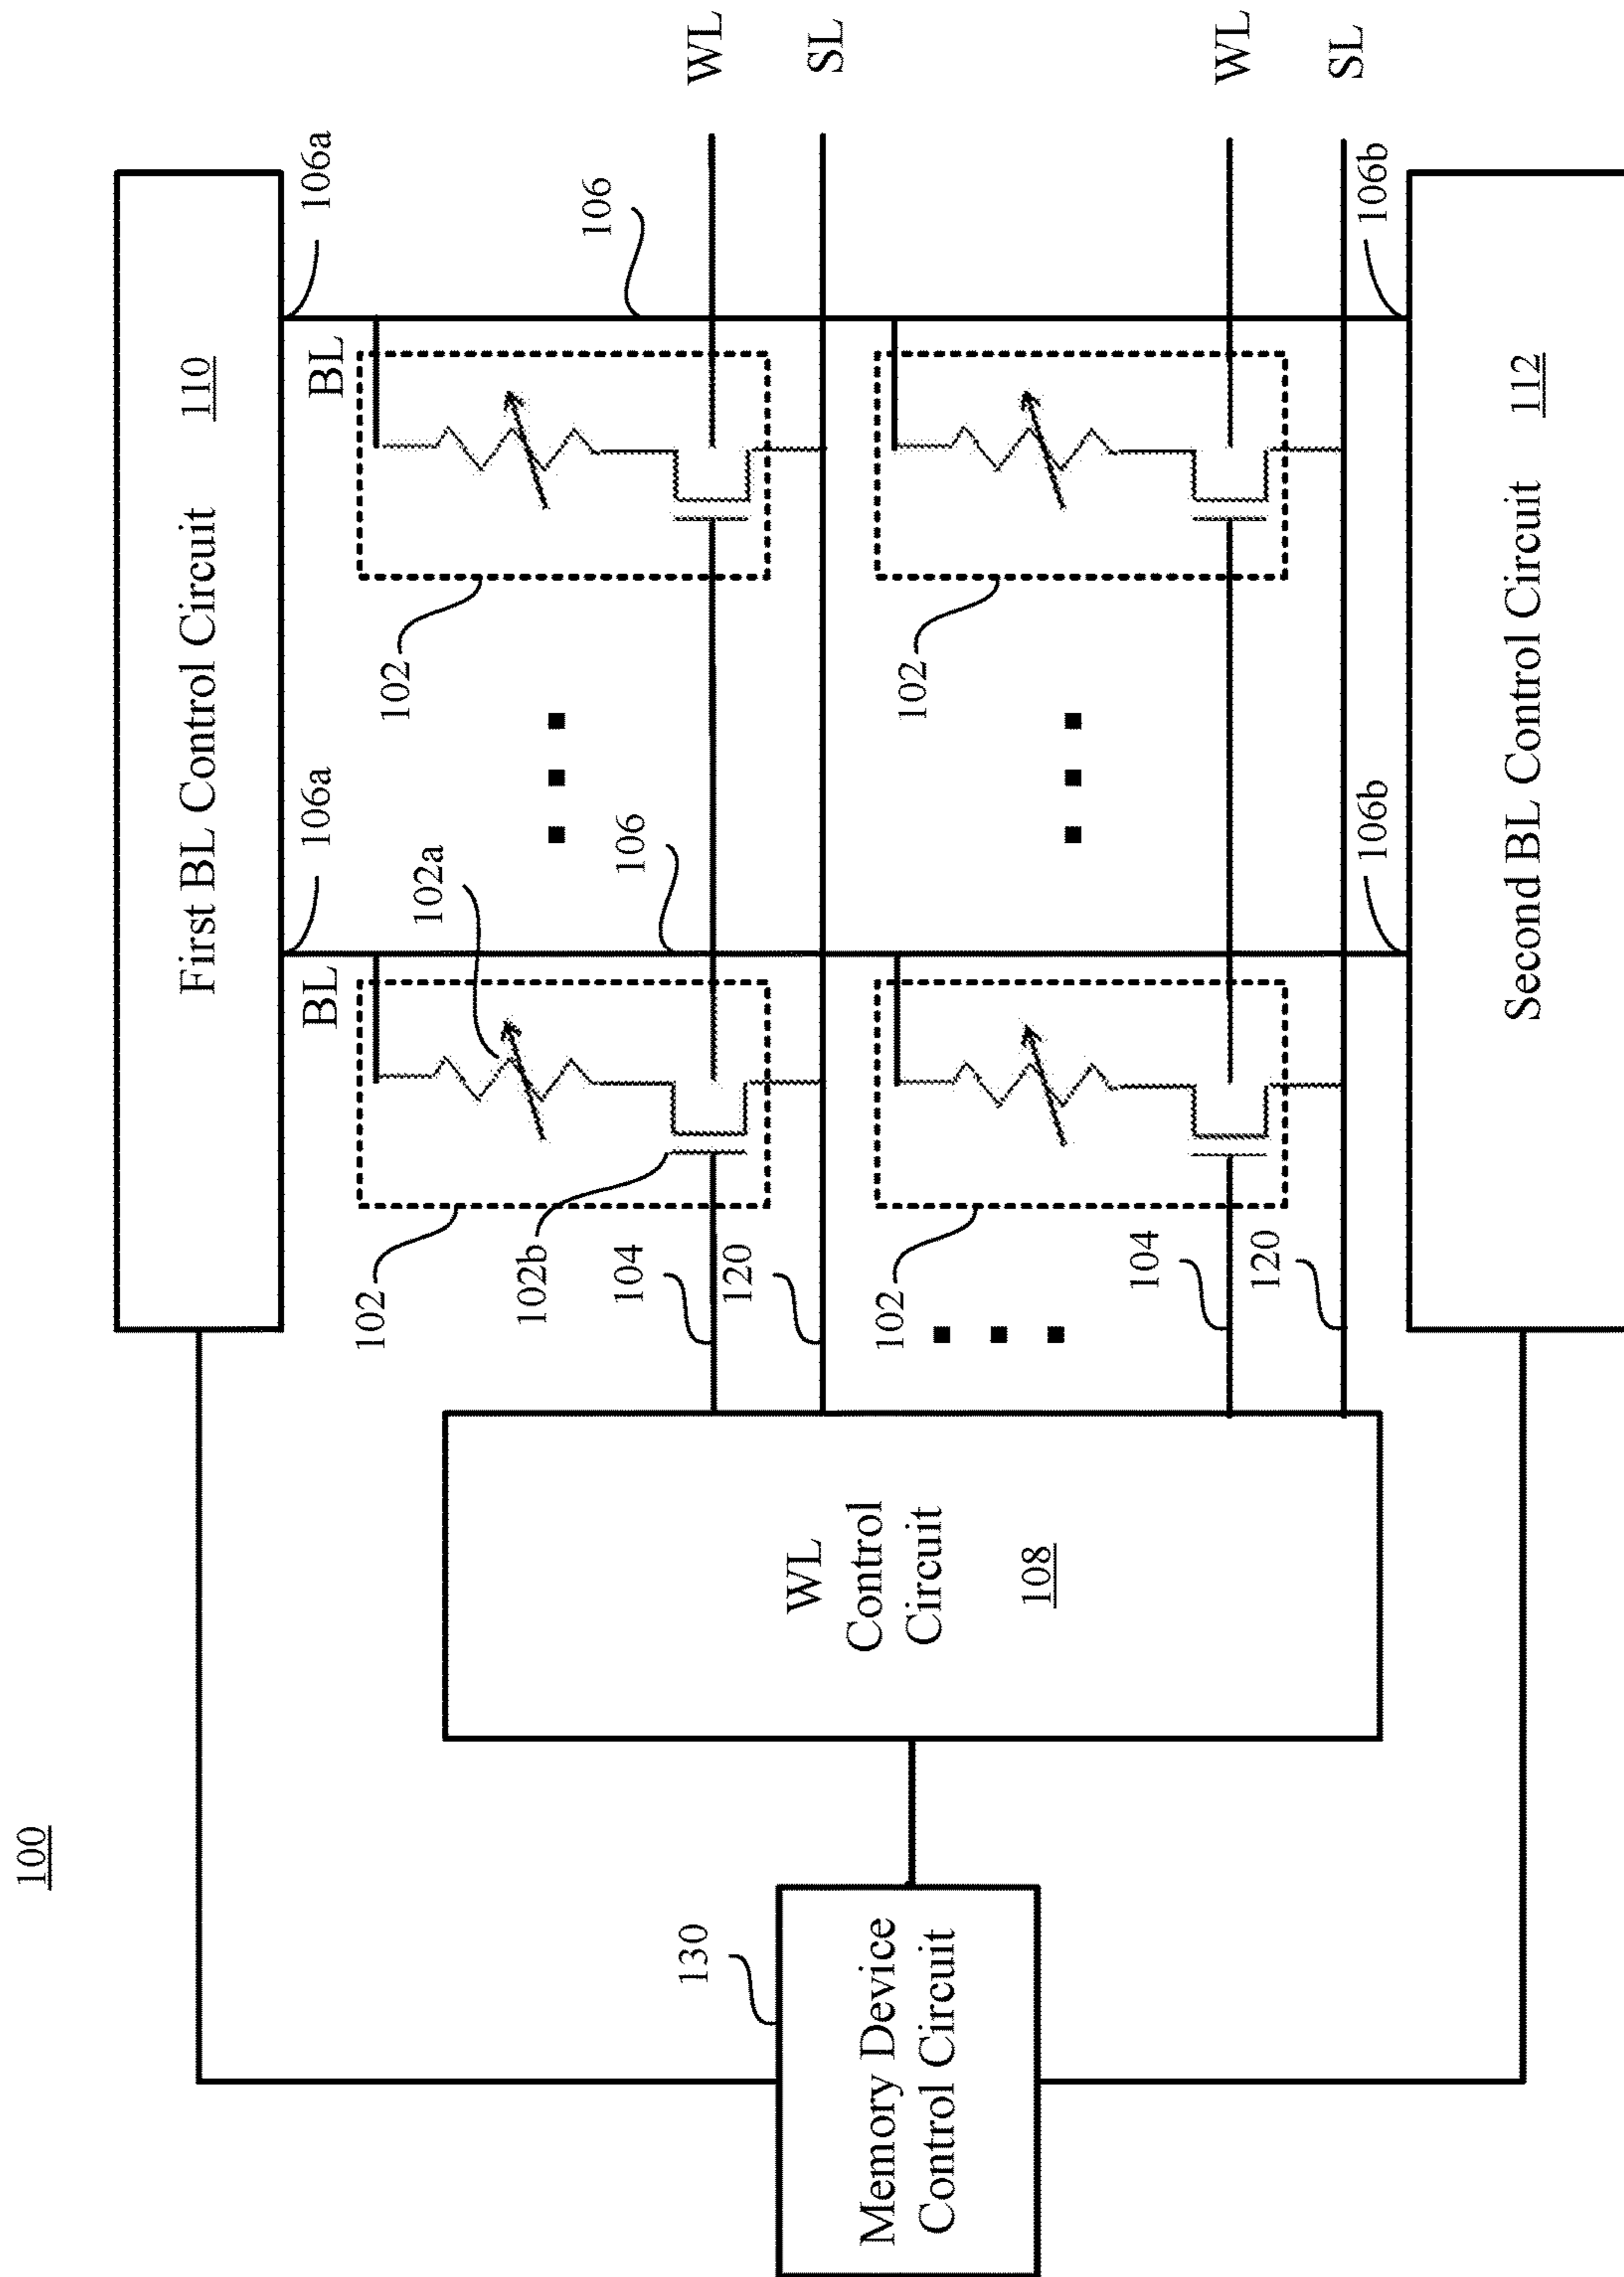 100
First BL Control Circuit 110
BL
106a
BL
106a
102
102
102a
102b
106
106
104
WL
120
SL
130
Memory Device
Control Circuit
WL
Control
Circuit
108
102
102
104
WL
120
SL
106b
106b
Second BL Control Circuit 112